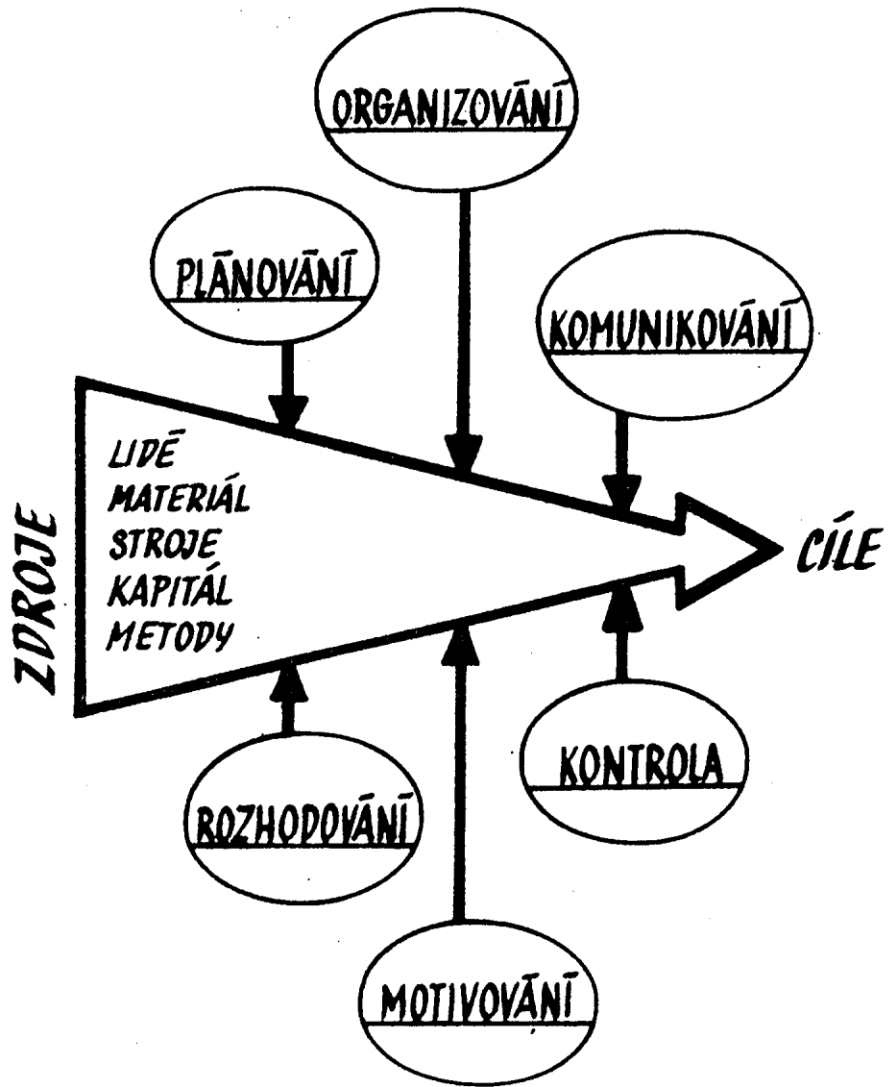 ORGANIZOVÁNÍ
PLÁNOVÁNÍ
KOMUNIKOVÁNÍ
ZDROJE
LIDÉ
MATERIÁL
STROJE
KAPITÁL
METODY
CÍLE
ROZHODOVÁNÍ
KONTROLA
MOTIVOVÁNÍ